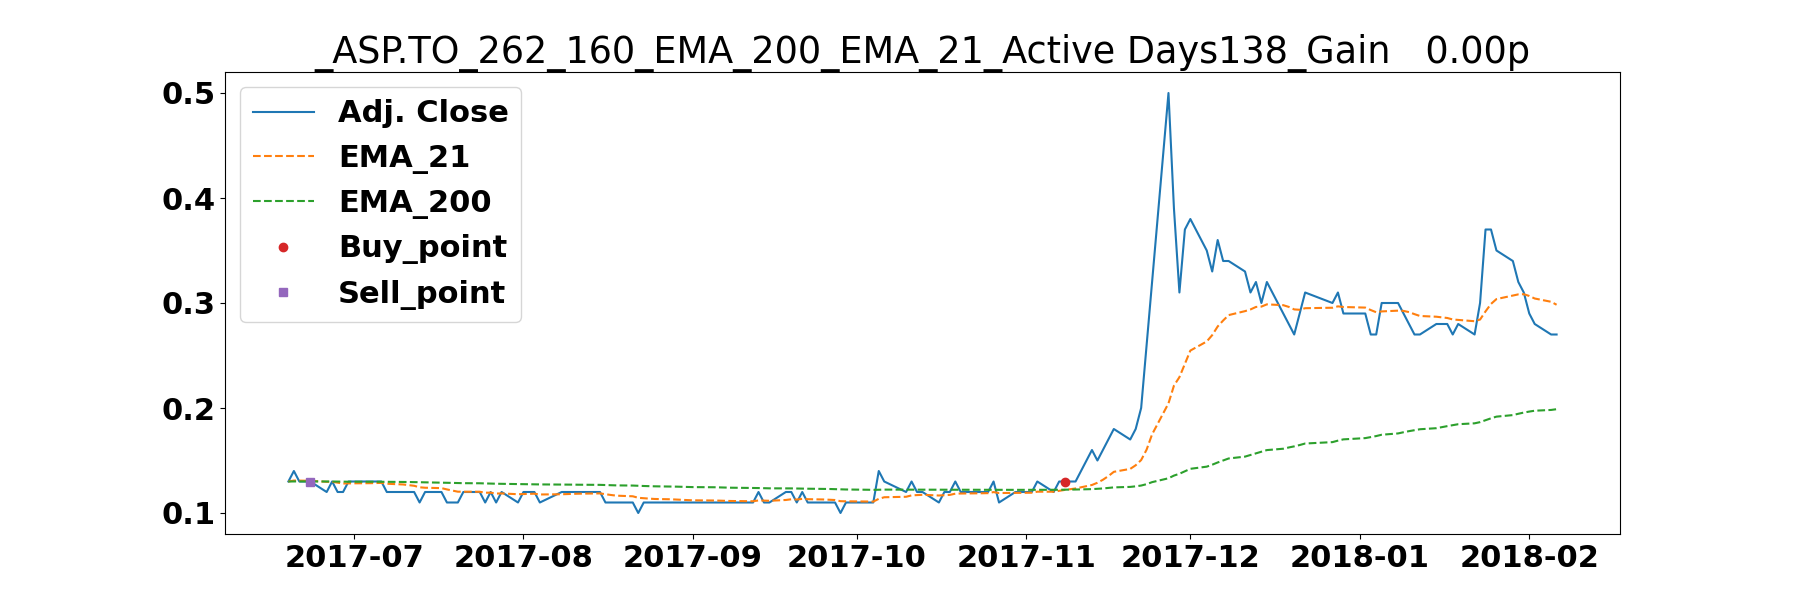 _ASP.TO_262_160_EMA_200_EMA_21_Active Days138_Gain   0.00p
0.5
0.4
0.3
0.2
0.1
Adj. Close
EMA_21
EMA_200
Buy_point
Sell_point
2017-07 2017-08 2017-09 2017-10 2017-11 2017-12 2018-01 2018-02